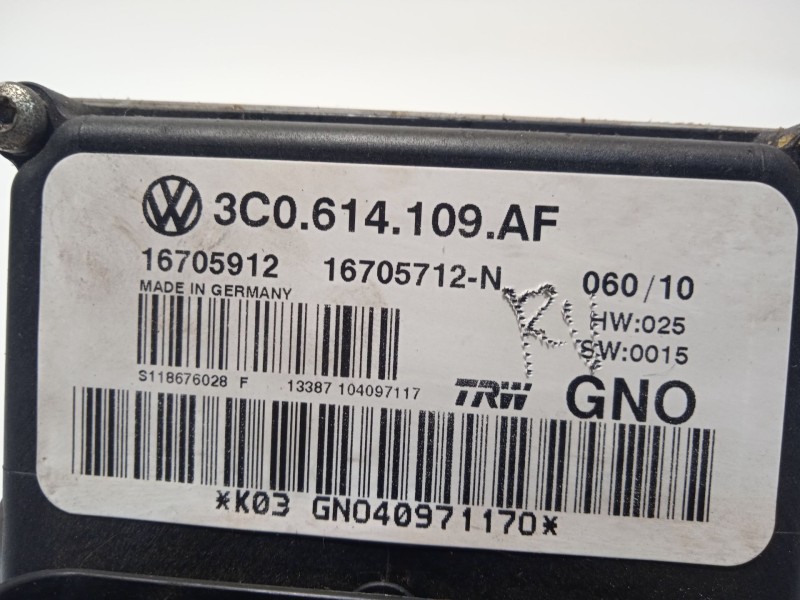 3C0.614.109.AF
16705912 16705712-N 060/10
MADE IN GERMANY HW:025
SW:0015
S118676028 F 13387 104097117 TRW GNO
*K03 GNO40971170*